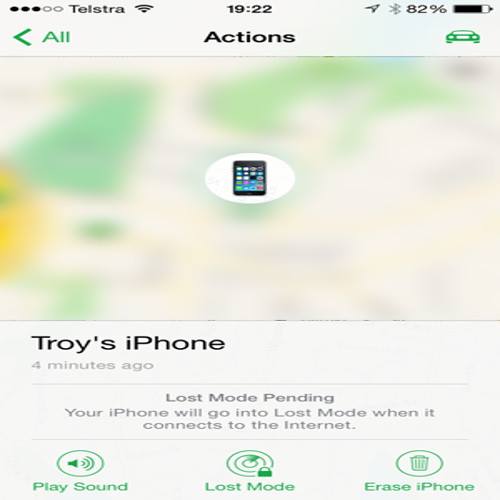 Telstra 19:22 82%
All Actions
Troy's iPhone
4 minutes ago
Lost Mode Pending
Your iPhone will go into Lost Mode when it
connects to the Internet.
Play Sound Lost Mode Erase iPhone